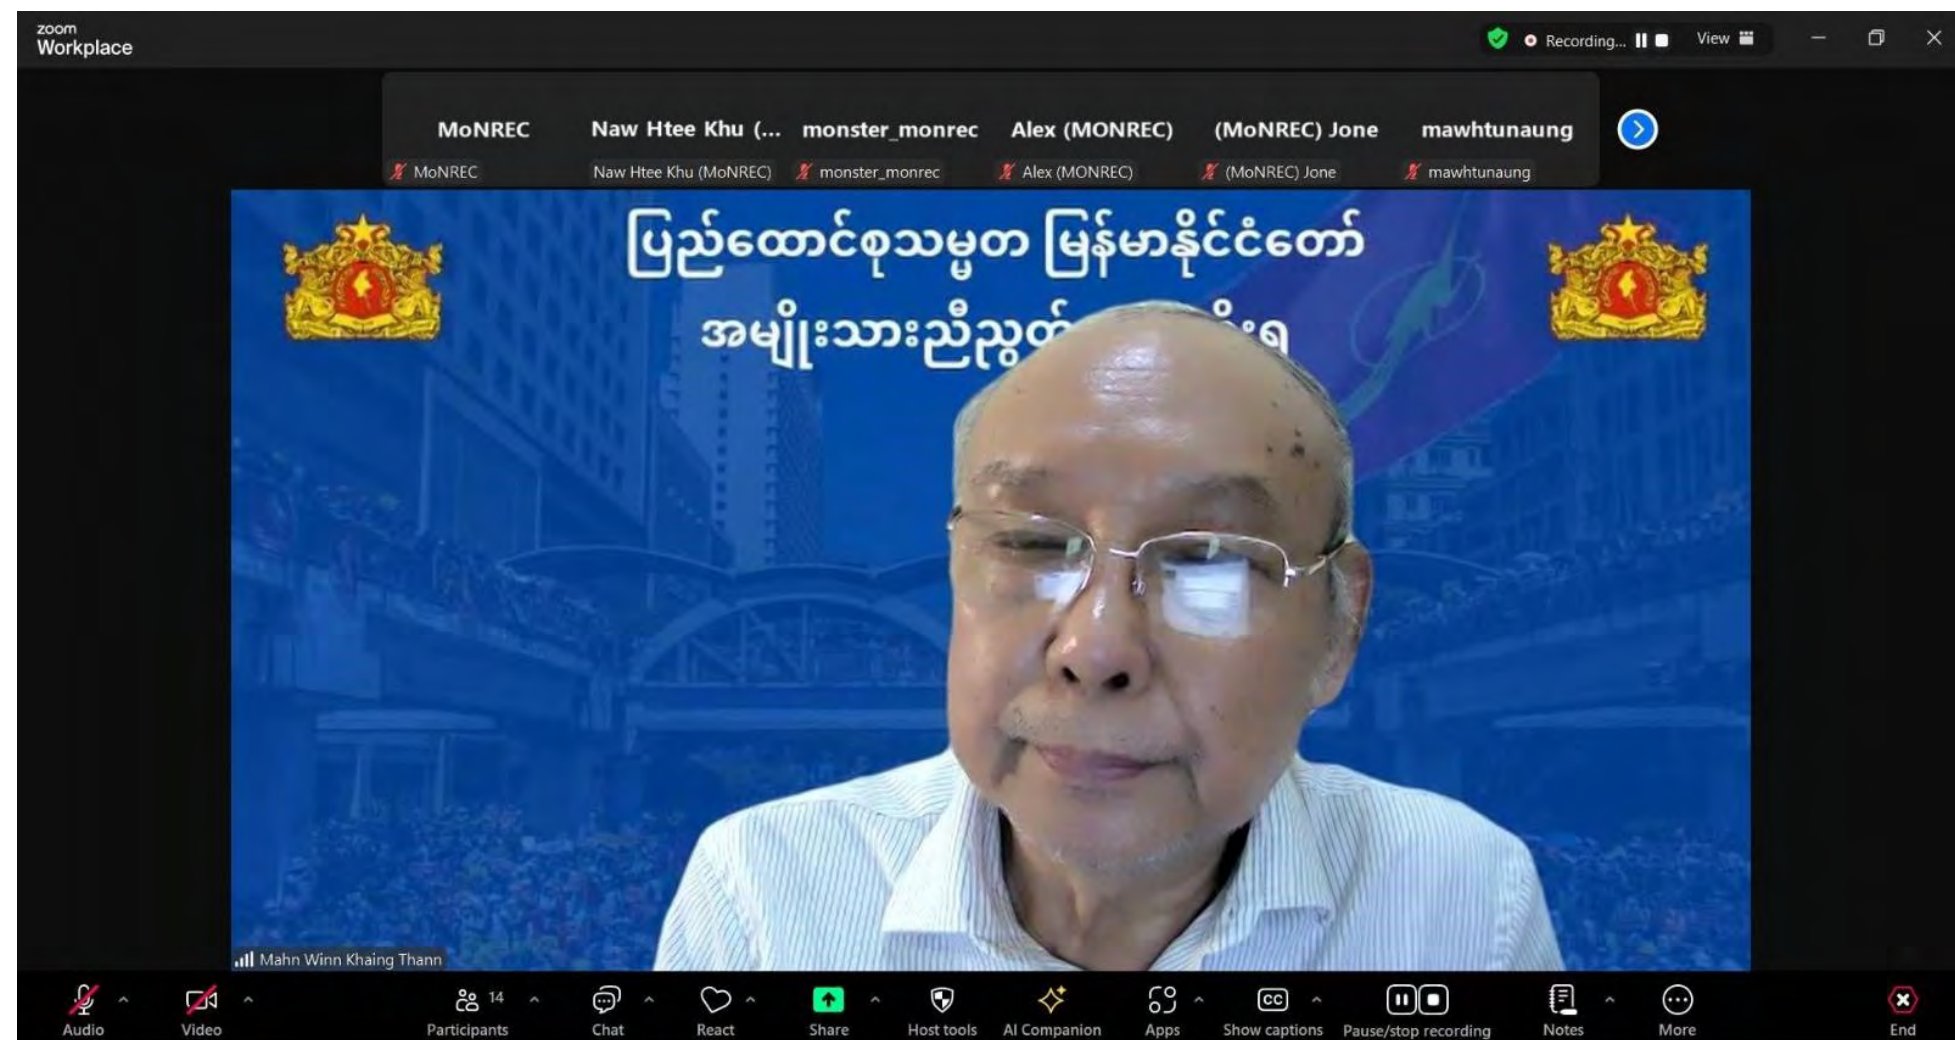 zoom
Workplace
Recording...
View
MoNREC
Naw Htee Khu (...
monster_monrec
Alex (MONREC)
(MoNREC) Jone
mawhtunaung
MoNREC
Naw Htee Khu (MoNREC)
monster_monrec
Alex (MONREC)
(MoNREC) Jone
mawhtunaung
ပြည်ထောင်စုသမ္မတ မြန်မာနိုင်ငံတော်
အမျိုးသားညီညွတ်
Mahn Winn Khaing Thann
14
CC
Audio
Video
Participants
Chat
React
Share
Host tools
AI Companion
Apps
Show captions
Pause/stop recording
Notes
More
End